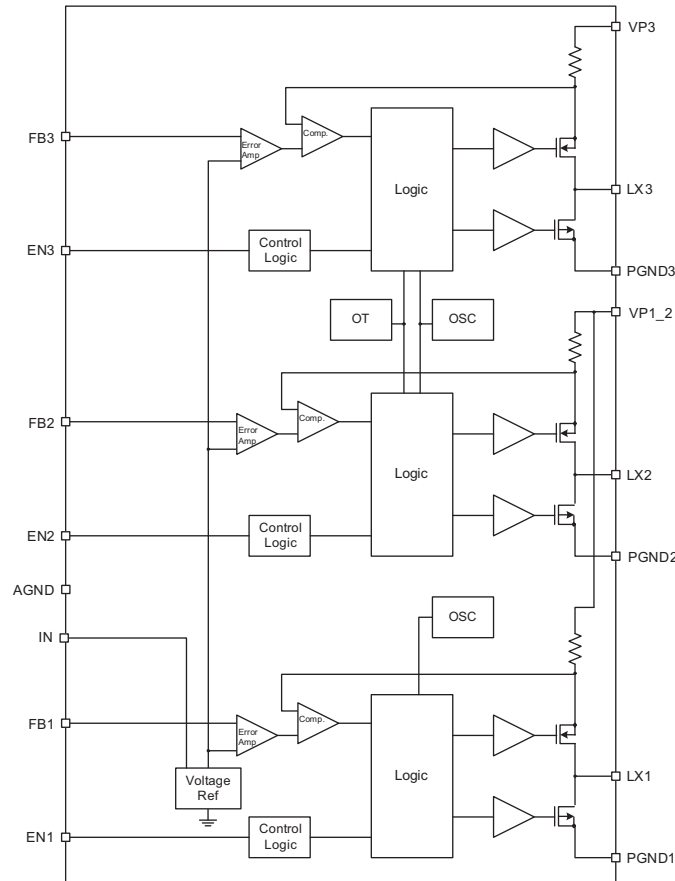 VP3
FB3
Error
Amp
Comp.
Logic
LX3
EN3
Control
Logic
PGND3
OT
OSC
VP1_2
FB2
Error
Amp
Comp.
Logic
LX2
EN2
Control
Logic
PGND2
AGND
OSC
IN
FB1
Error
Amp
Comp.
Logic
Voltage
Ref
LX1
EN1
Control
Logic
PGND1